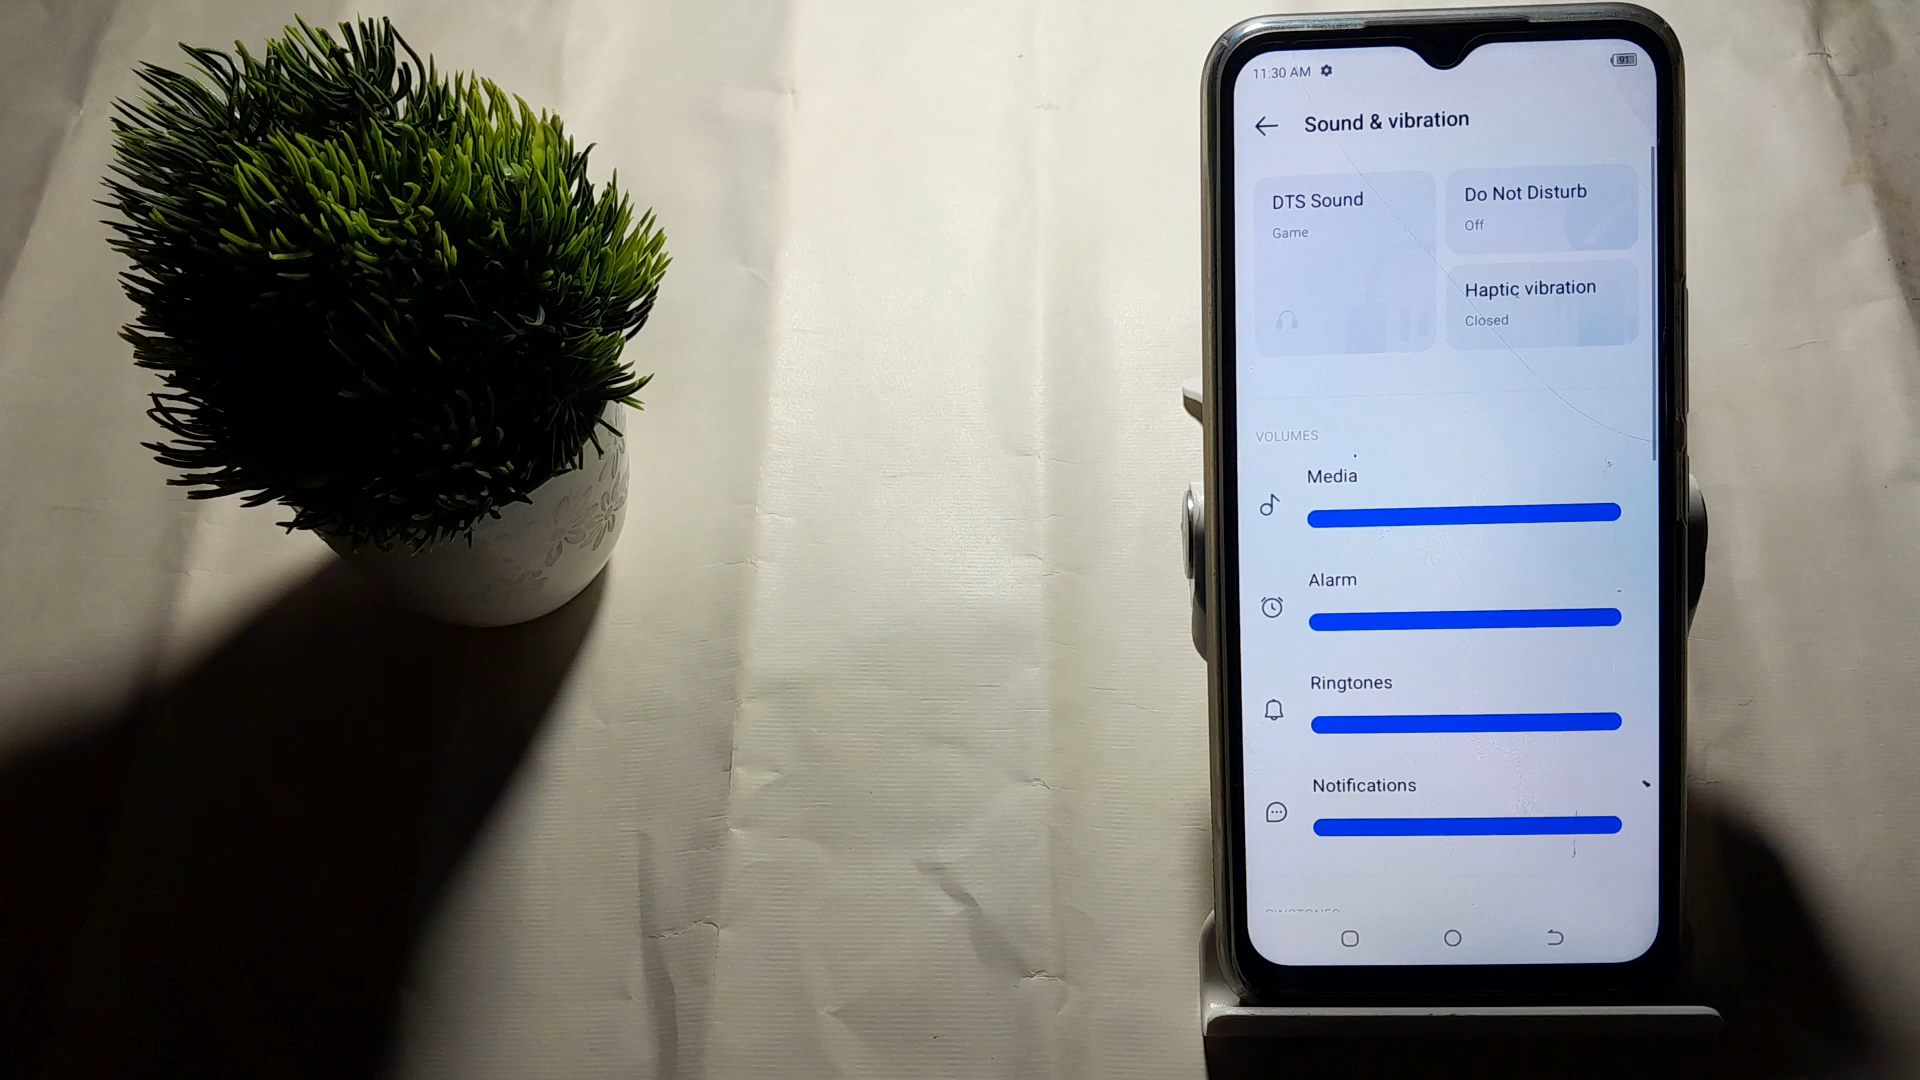 11:30 AM
91
Sound & vibration
DTS Sound
Game
Do Not Disturb
Off
Haptic vibration
Closed
VOLUMES
Media
Alarm
Ringtones
Notifications